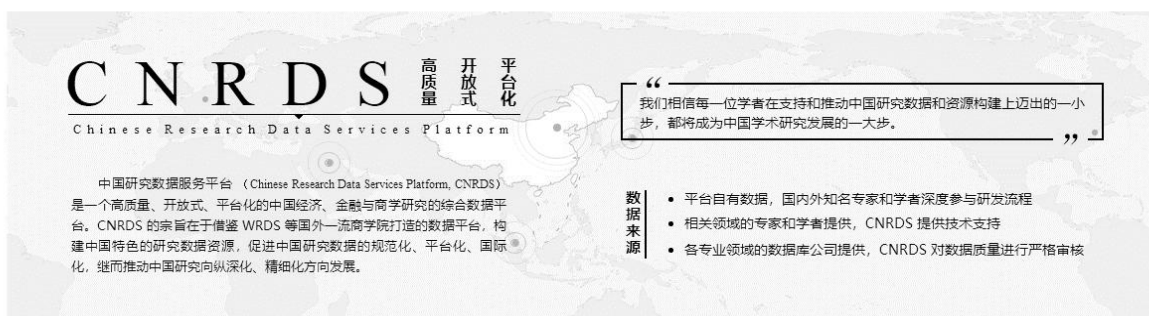 CNRDS
高质量
开放式
平台化
Chinese Research Data Services Platform
中国研究数据服务平台 （Chinese Research Data Services Platform, CNRDS）
是一个高质量、开放式、平台化的中国经济、金融与商学研究的综合数据平
台。CNRDS 的宗旨在于借鉴 WRDS 等国外一流商学院打造的数据平台，构
建中国特色的研究数据资源，促进中国研究数据的规范化、平台化、国际
化，继而推动中国研究向纵深化、精细化方向发展。
“
我们相信每一位学者在支持和推动中国研究数据和资源构建上迈出的一小
步，都将成为中国学术研究发展的一大步。
”
数据来源
• 平台自有数据，国内外知名专家和学者深度参与研发流程
• 相关领域的专家和学者提供，CNRDS 提供技术支持
• 各专业领域的数据库公司提供，CNRDS 对数据质量进行严格审核